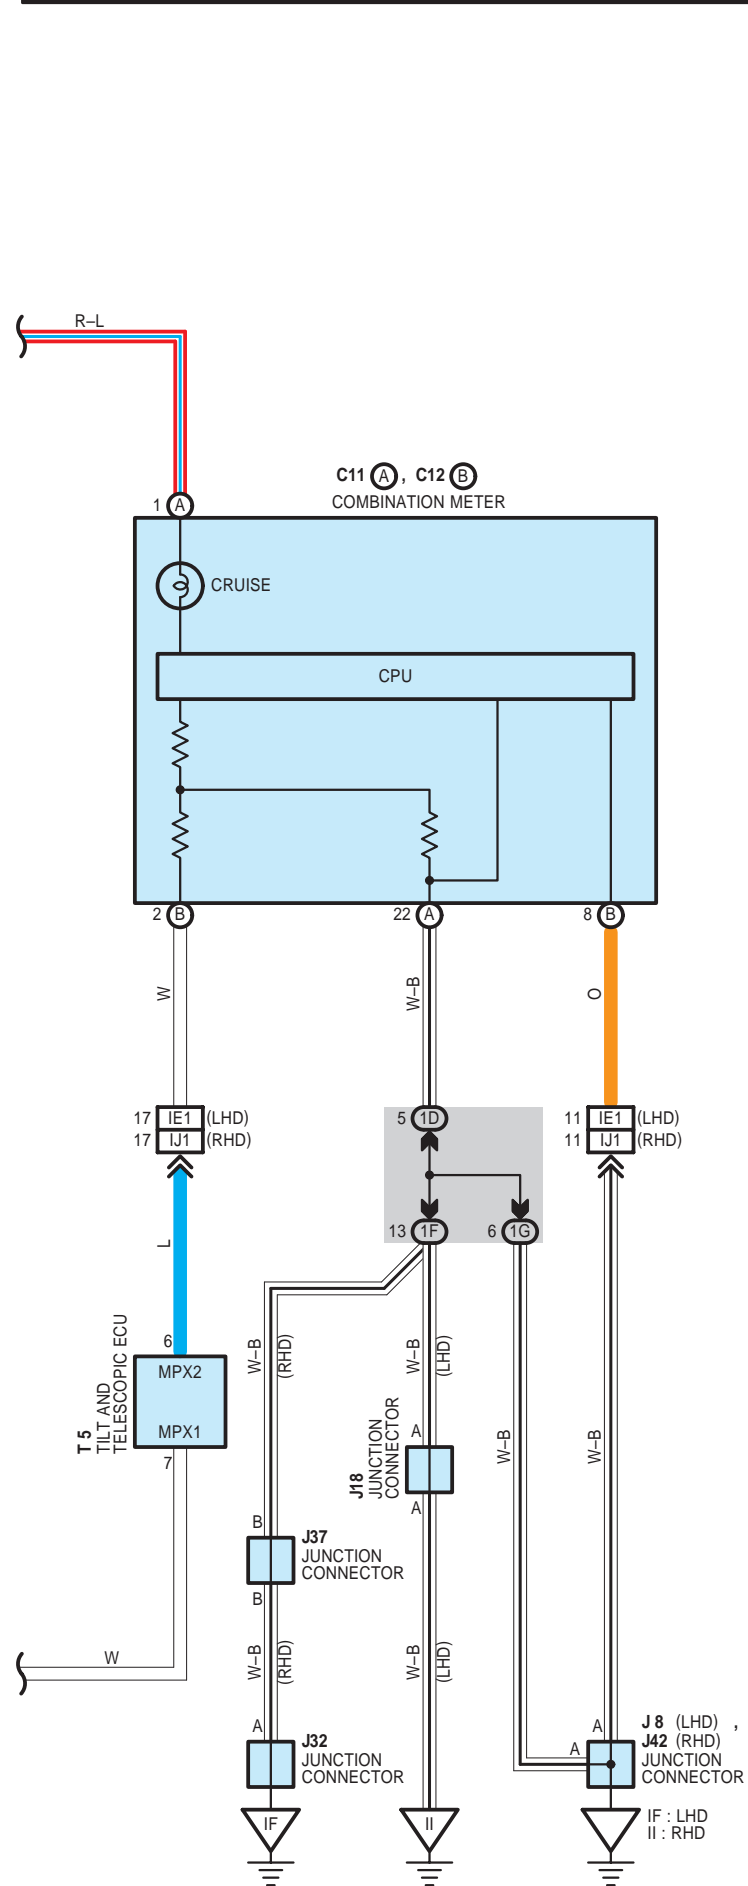 R–L
C11 A , C12 B
COMBINATION METER
1 A
CRUISE
CPU
2 B
22 A
8 B
W
W–B
O
17 IE1 (LHD)
17 IJ1 (RHD)
5 1D
11 IE1 (LHD)
11 IJ1 (RHD)
13 1F
6 1G
L
6
MPX2
MPX1
7
T 5
TILT AND
TELESCOPIC ECU
W–B
(RHD)
W–B
(LHD)
W–B
W–B
A
J18
JUNCTION
CONNECTOR
A
B
J37
JUNCTION
CONNECTOR
B
W
W–B
(RHD)
W–B
(LHD)
A
J32
JUNCTION
CONNECTOR
A
A
J 8 (LHD) ,
J42 (RHD)
JUNCTION
CONNECTOR
IF
II
IF : LHD
II : RHD